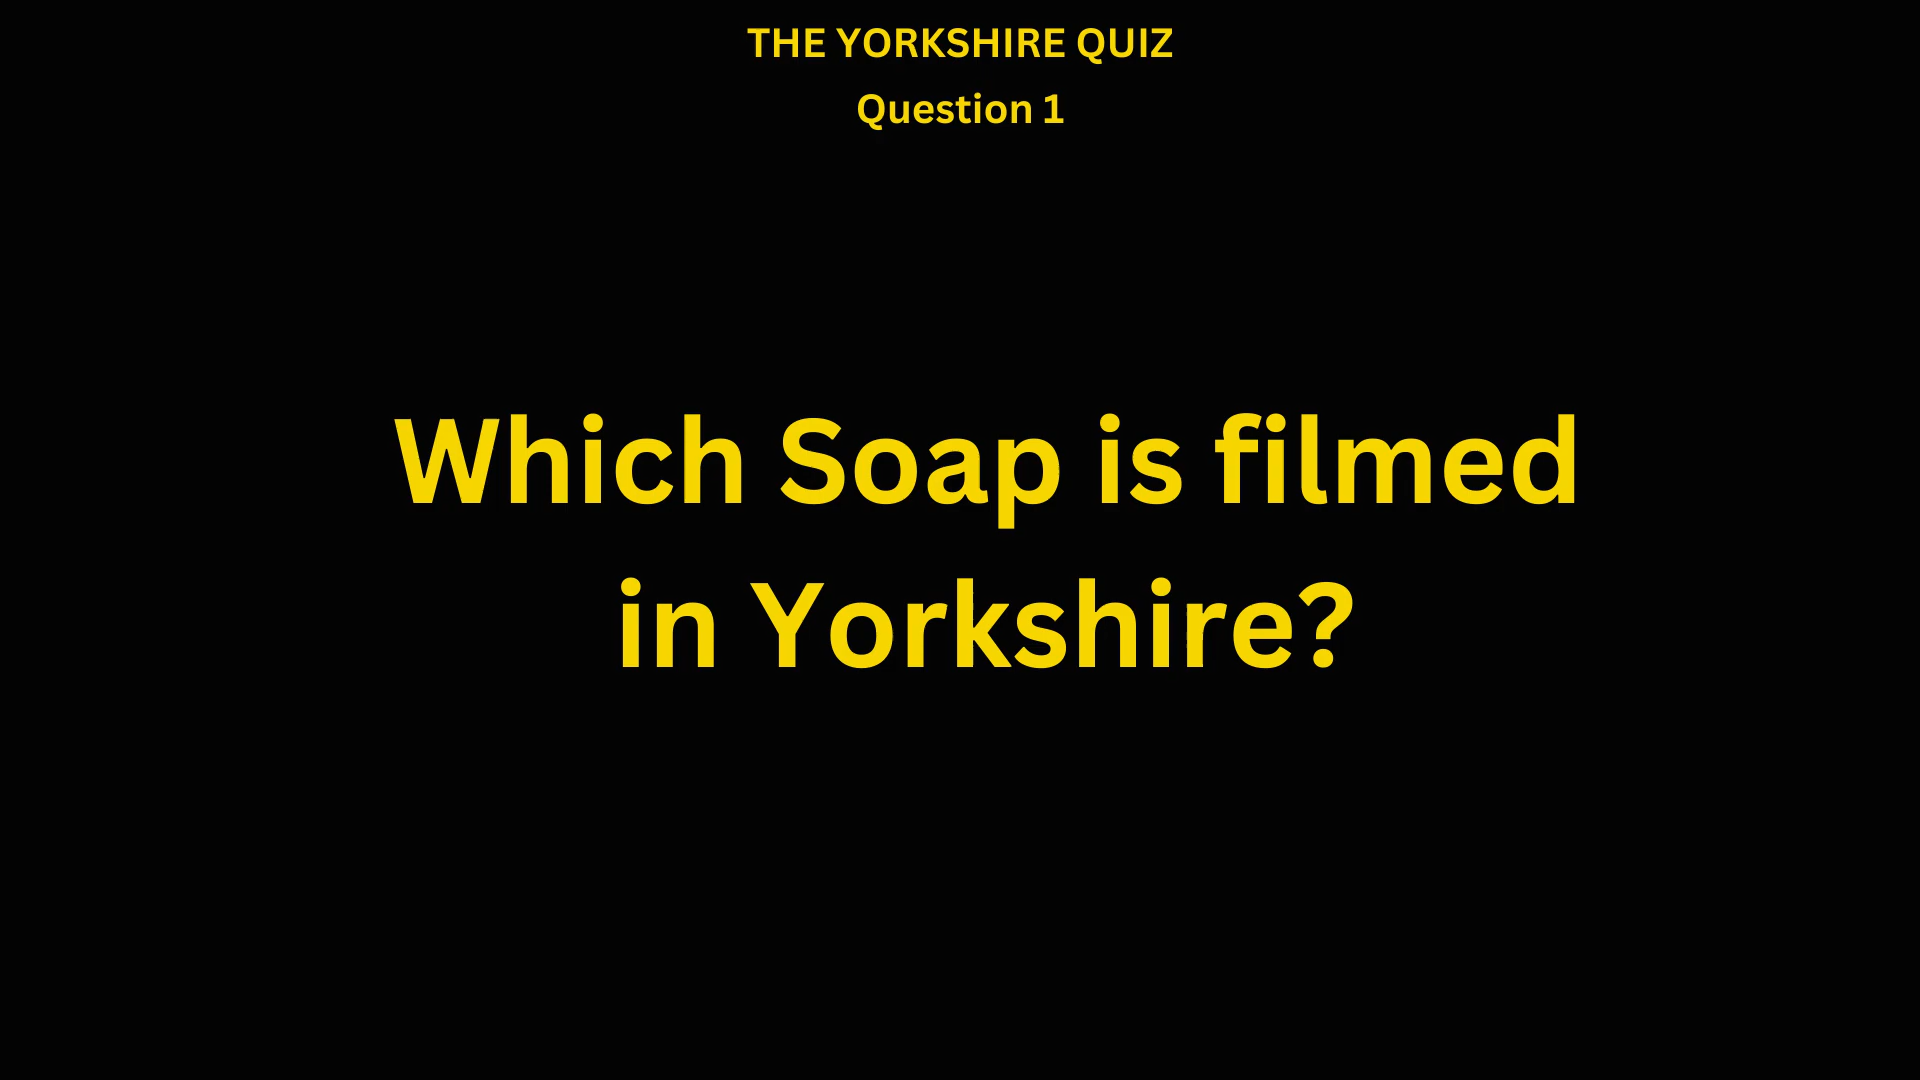 THE YORKSHIRE QUIZ
Question 1
Which Soap is filmed
in Yorkshire?